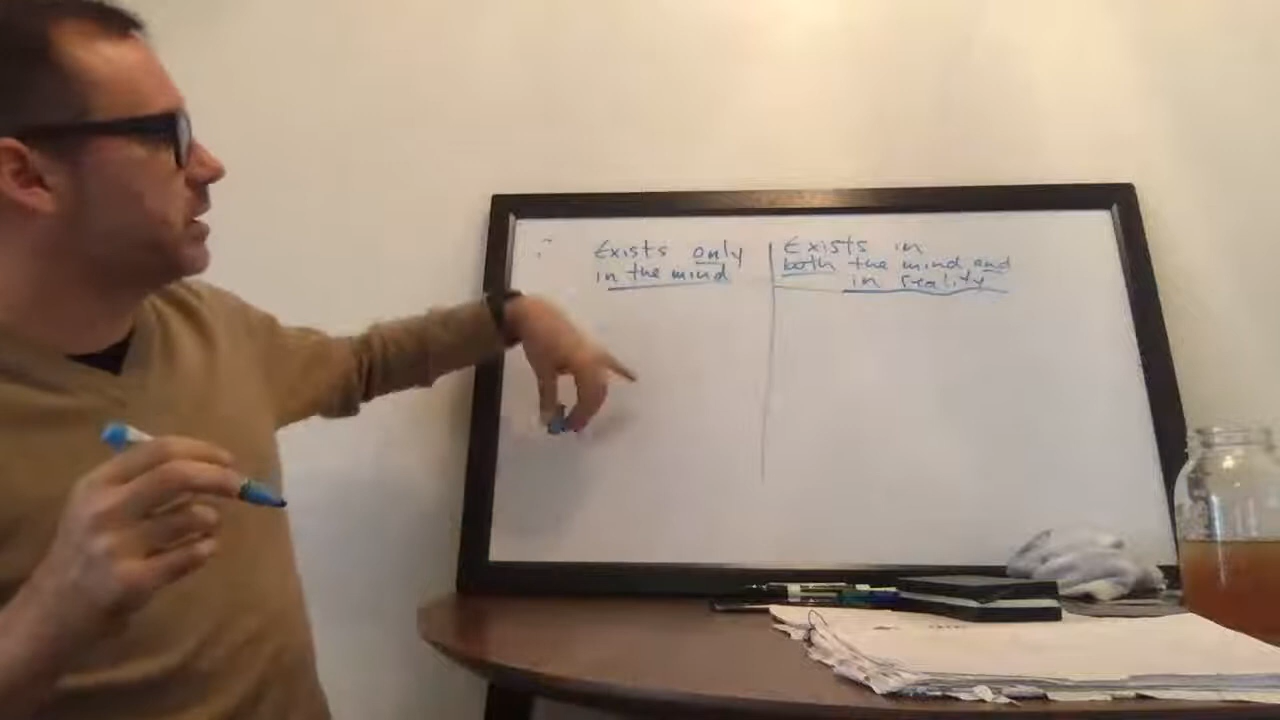 Exists only
in the mind
Exists in
both the mind and
in reality